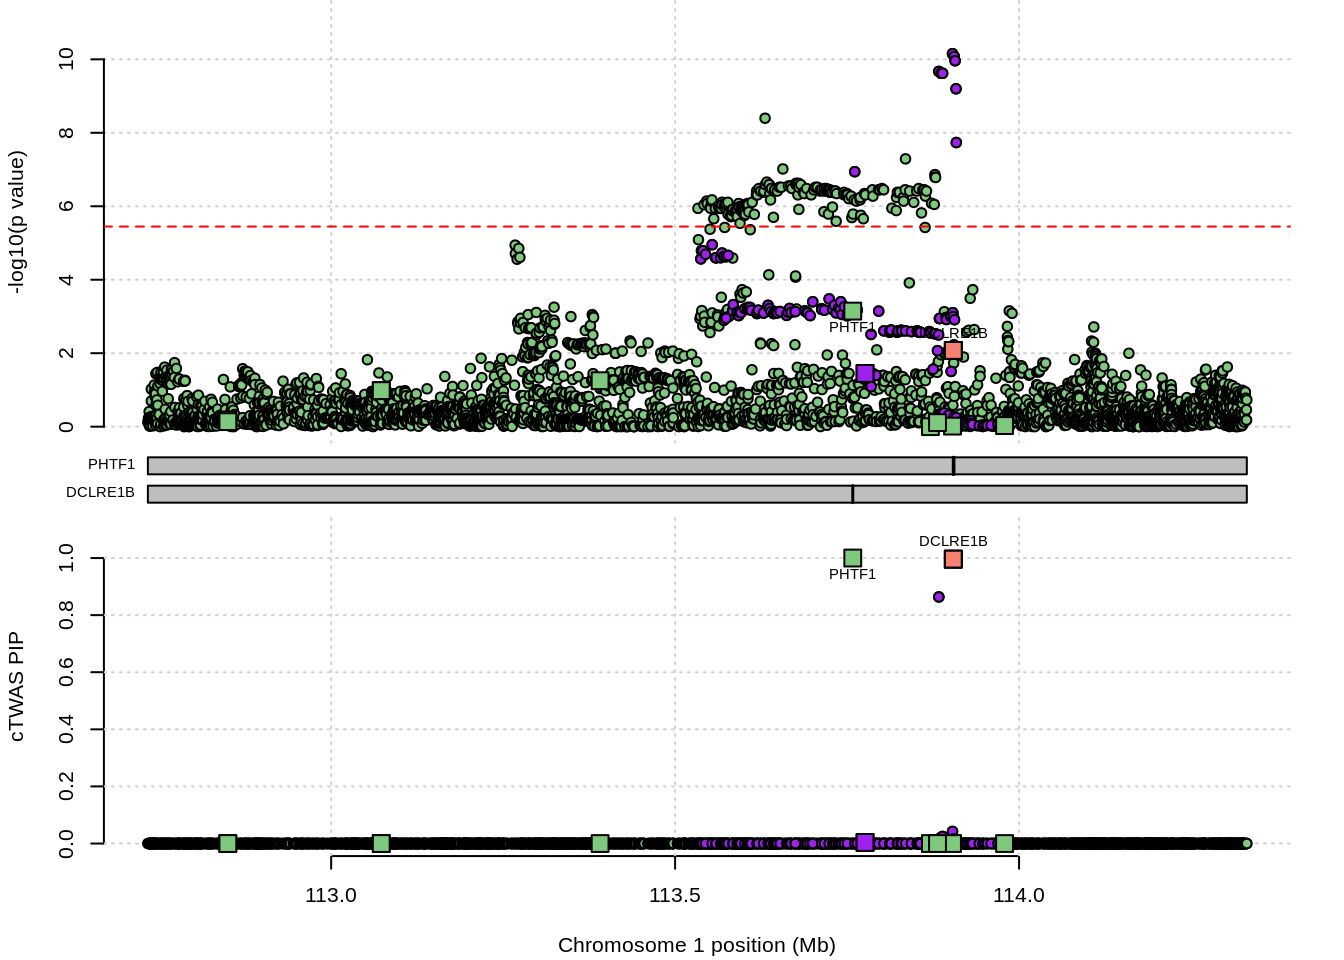 -log10(p value)
10
8
6
4
2
0
PHTF1
DCLRE1B
PHTF1
DCLRE1B
cTWAS PIP
1.0
0.8
0.6
0.4
0.2
0.0
DCLRE1B
PHTF1
113.0
113.5
114.0
Chromosome 1 position (Mb)